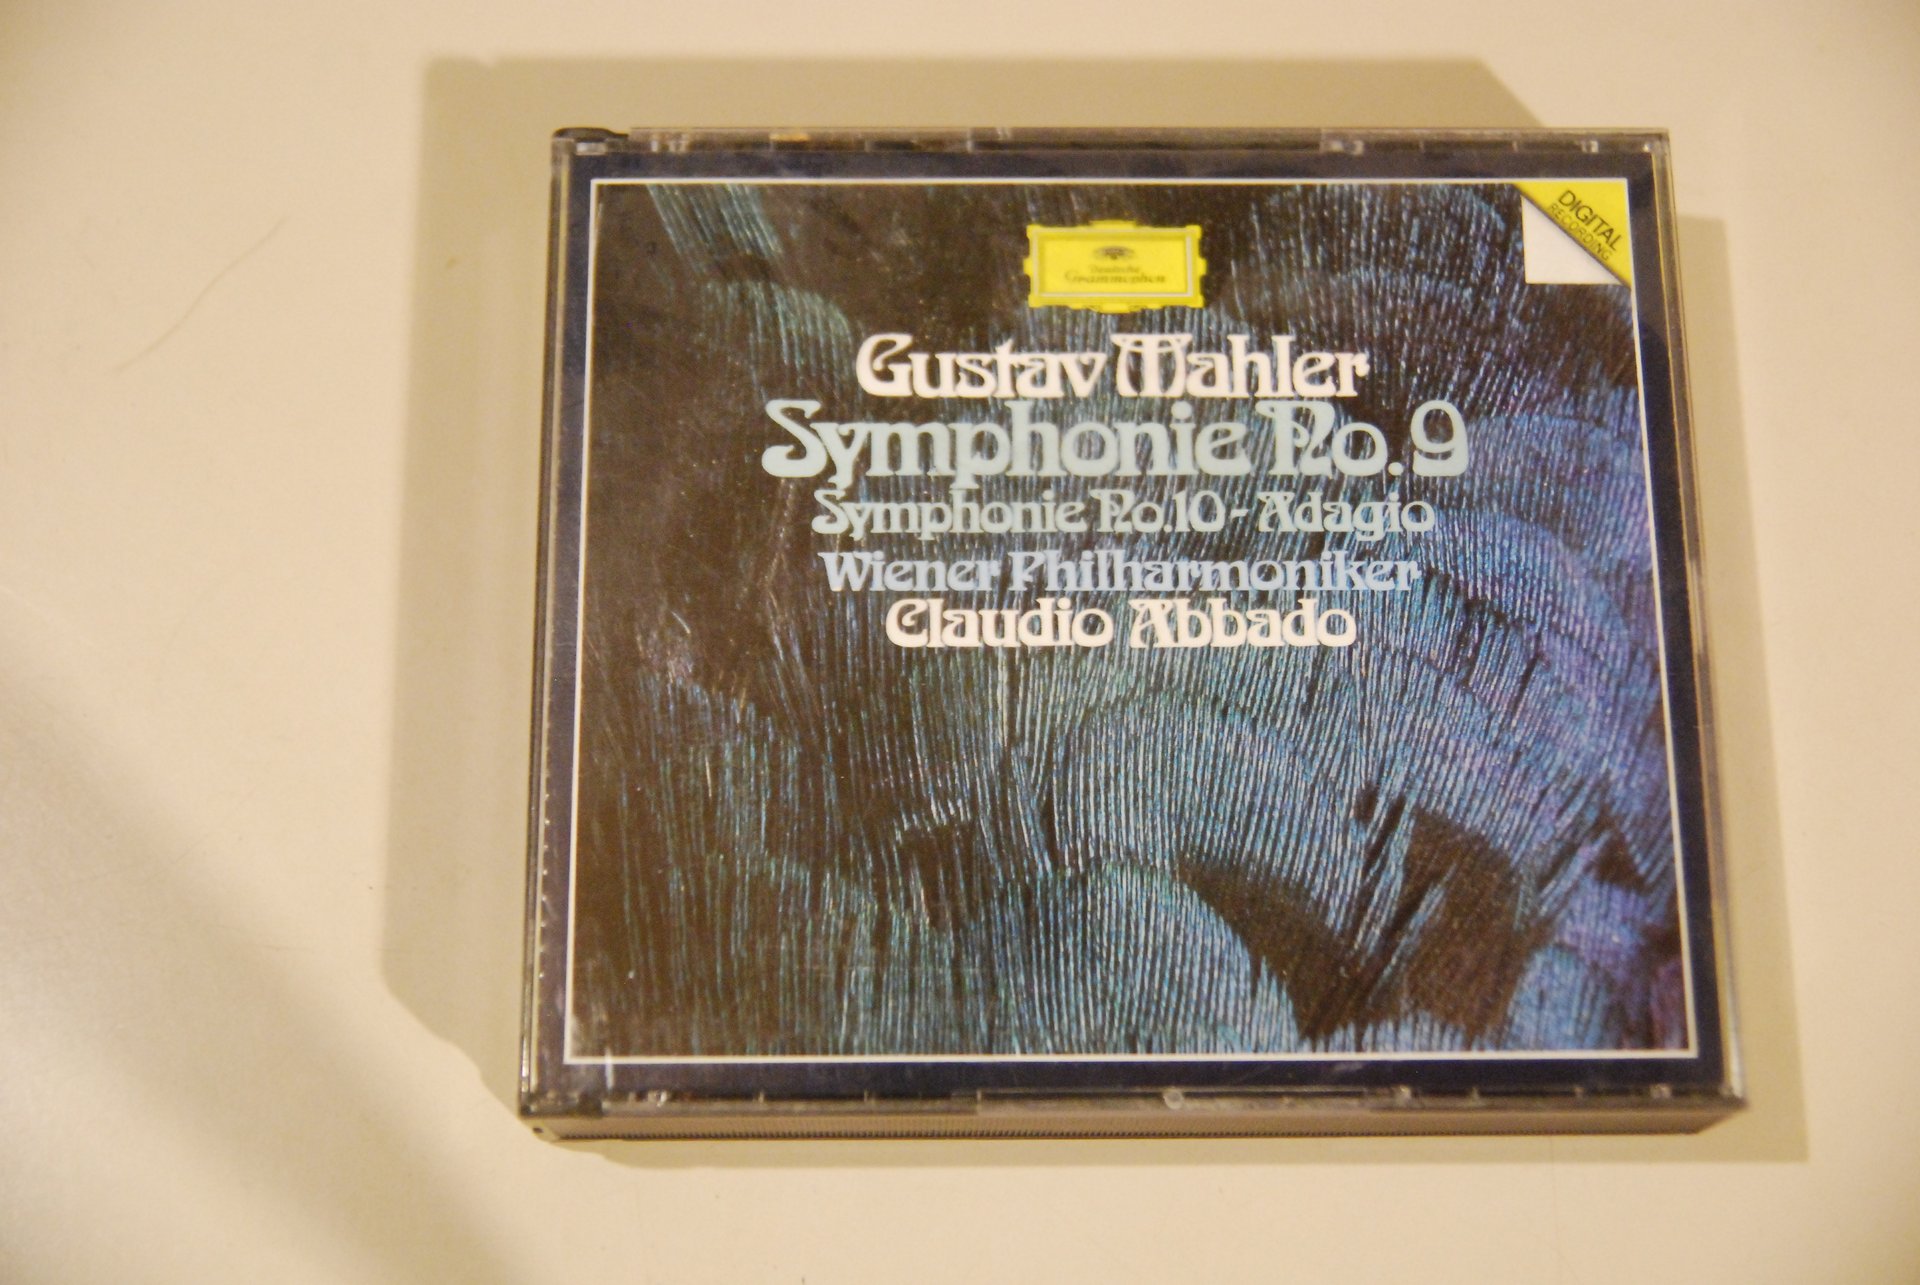 DIGITAL
RECORDING
Deutsche
Grammophon
Gustav Mahler
Symphonie No. 9
Symphonie No. 10 - Adagio
Wiener Philharmoniker
Claudio Abbado